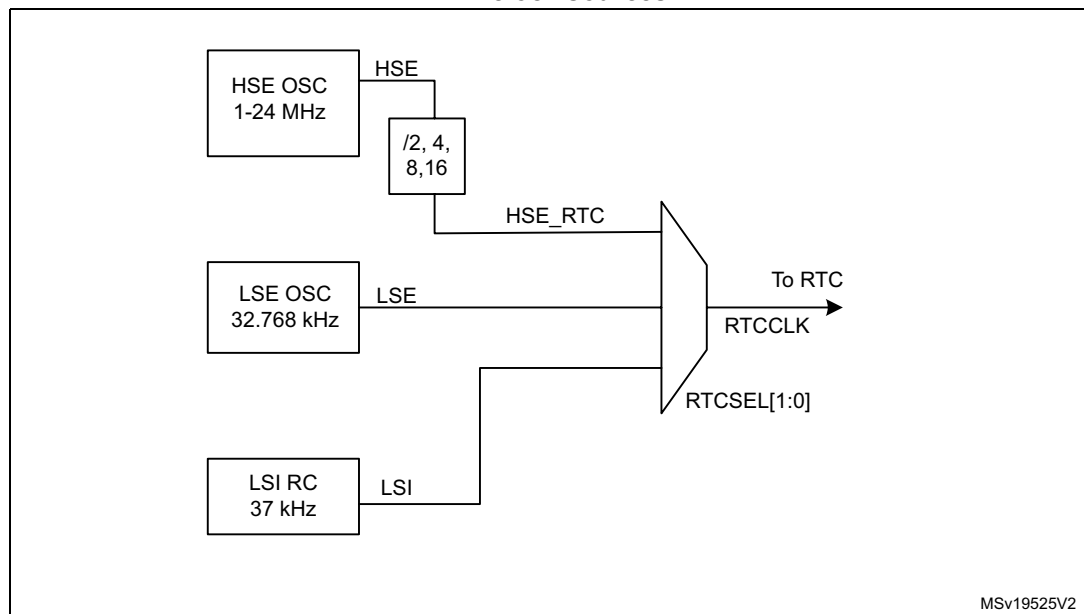 HSE OSC
1-24 MHz
HSE
/2, 4,
8,16
HSE_RTC
LSE OSC
32.768 kHz
LSE
To RTC
RTCCLK
RTCSEL[1:0]
LSI RC
37 kHz
LSI
MSv19525V2